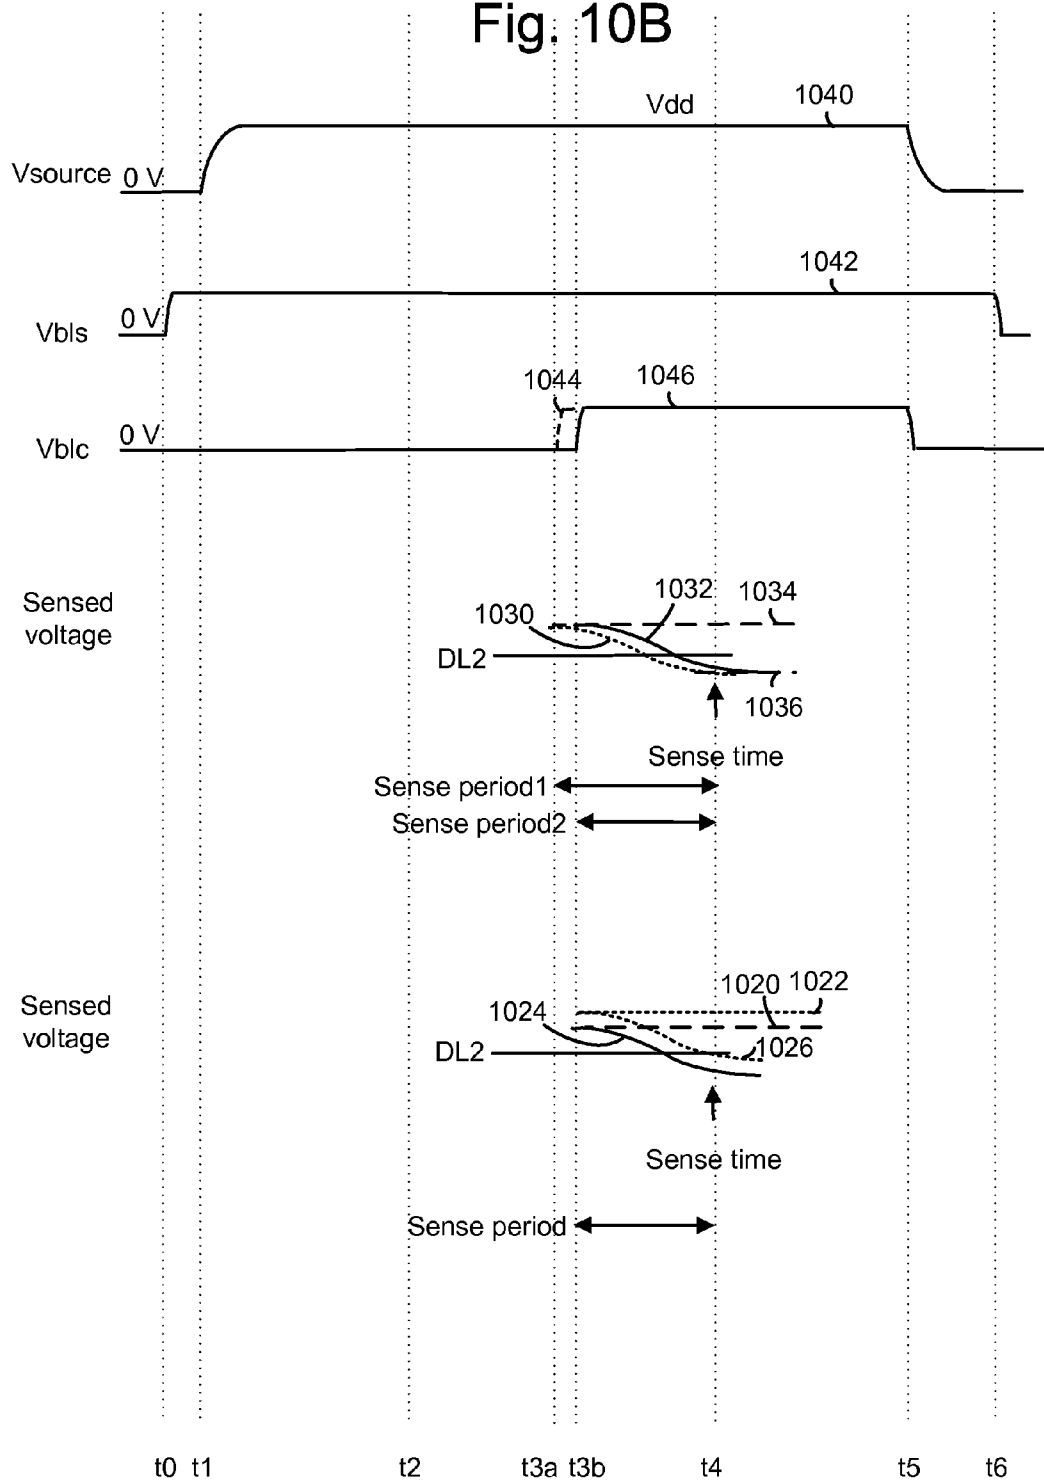 Fig. 10B
Vdd
1040
Vsource
0 V
1042
0 V
Vbls
1044
1046
0 V
Vblc
Sensed
voltage
1030
1032
1034
DL2
1036
Sense time
Sense period1
Sense period2
Sensed
voltage
1024
1020
1022
DL2
1026
Sense time
Sense period
t0 t1 t2 t3a t3b t4 t5 t6